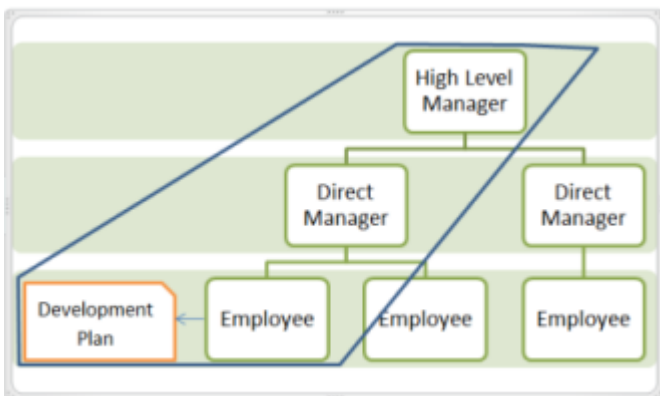 High Level
Manager
Direct
Manager
Direct
Manager
Development
Plan
Employee
Employee
Employee